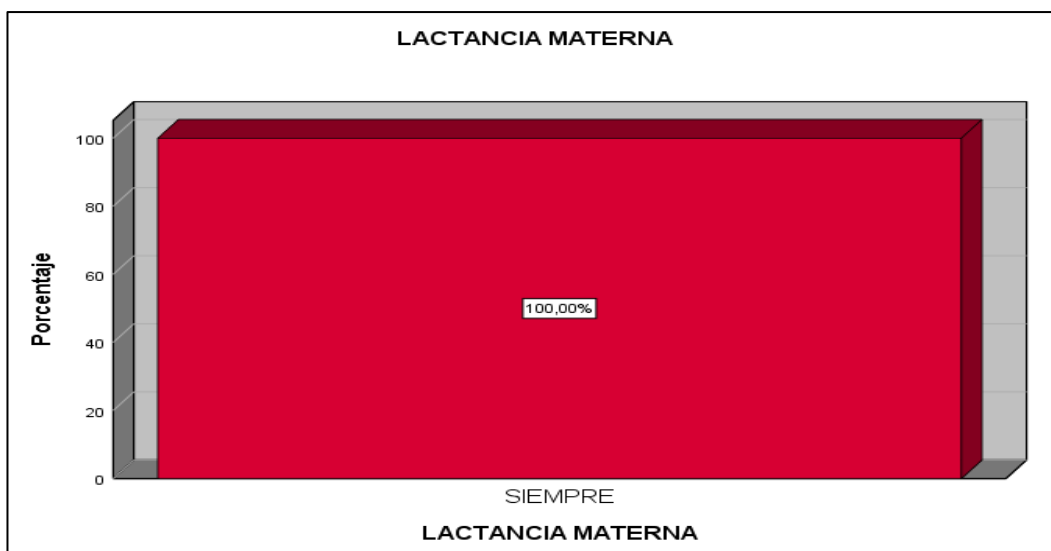 LACTANCIA MATERNA
Porcentaje
100
80
60
40
20
0
100,00%
SIEMPRE
LACTANCIA MATERNA